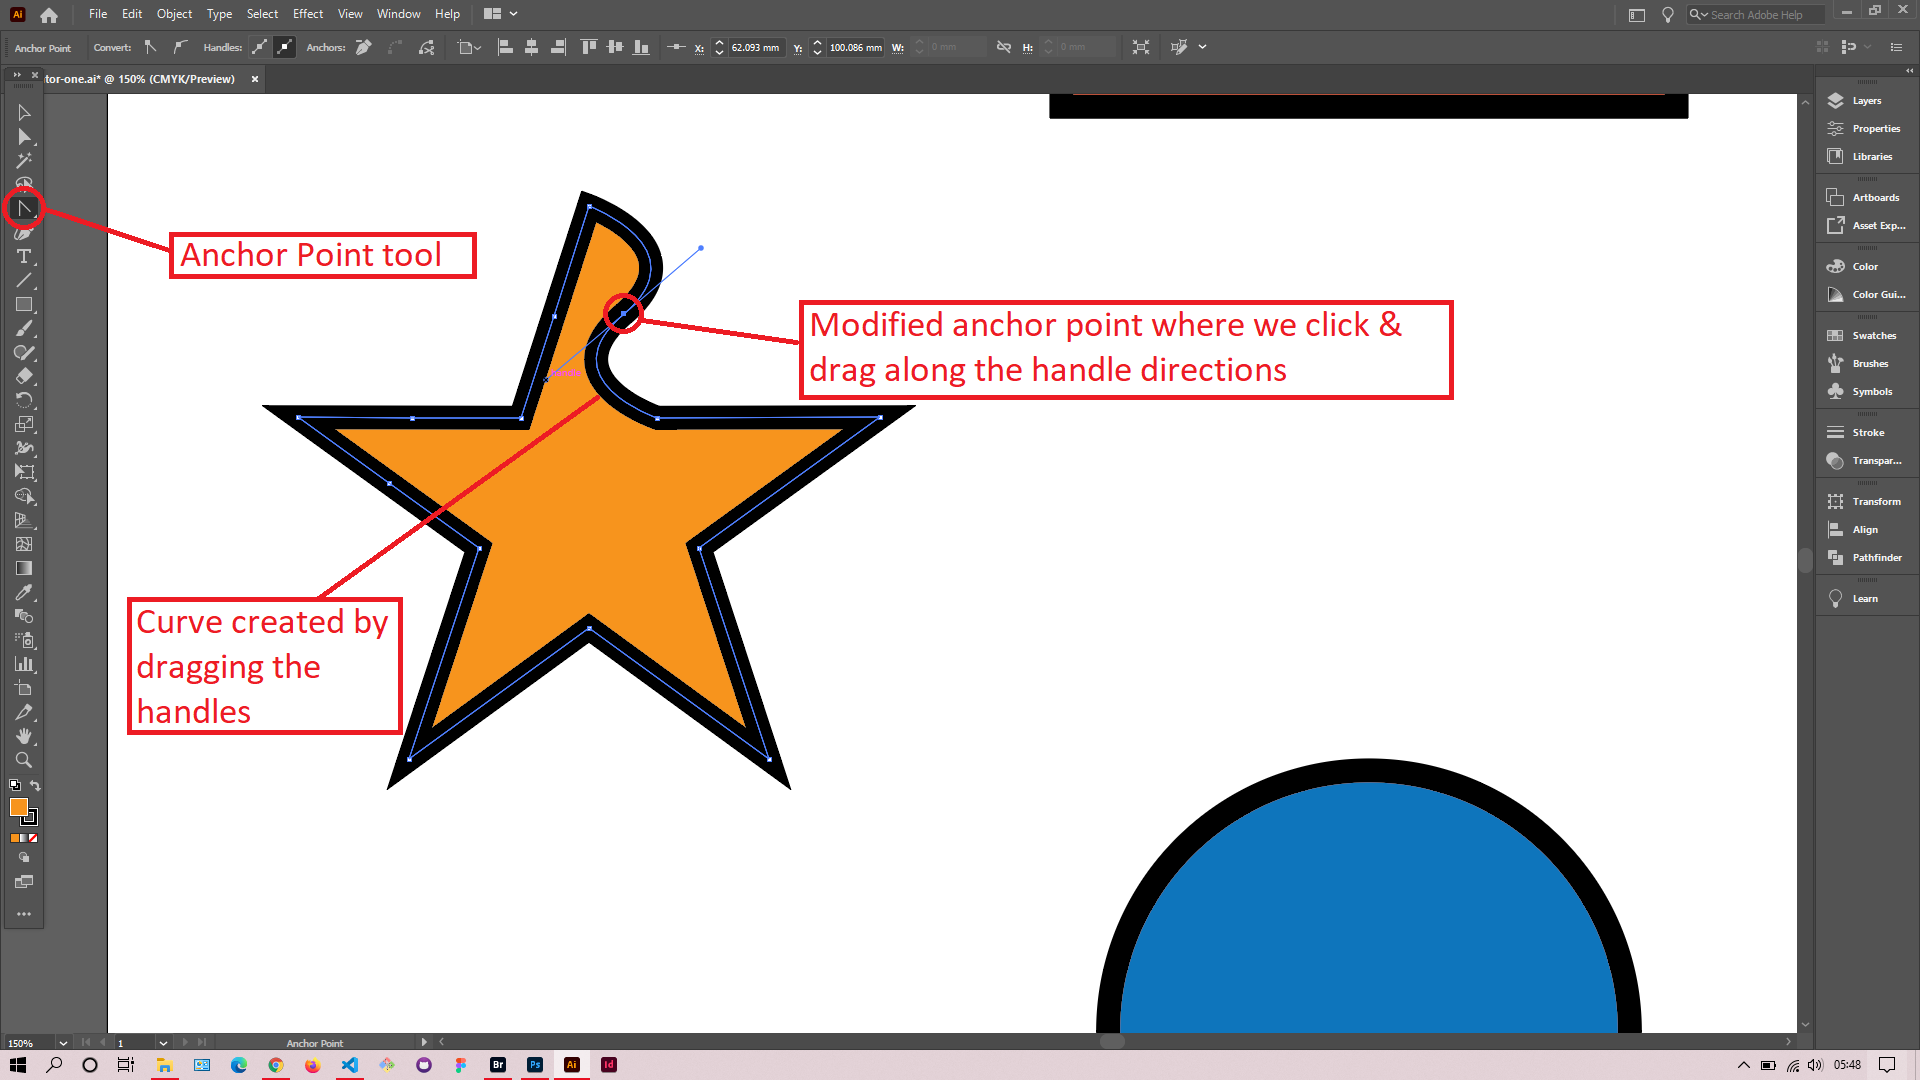 Ai File Edit Object Type Select Effect View Window Help Search Adobe Help
Anchor Point Convert: Handles: Anchors: X: 62.093 mm Y: 100.086 mm W: 0 mm H: 0 mm
tor-one.ai* @ 150% (CMYK/Preview)
Layers
Properties
Libraries
Artboards
Asset Exp...
Color
Color Gui...
Swatches
Brushes
Symbols
Stroke
Transpar...
Transform
Align
Pathfinder
Learn
Anchor Point tool
Modified anchor point where we click &
drag along the handle directions
Curve created by
dragging the
handles
150% 1 Anchor Point
Br Ps Ai Id 05:48